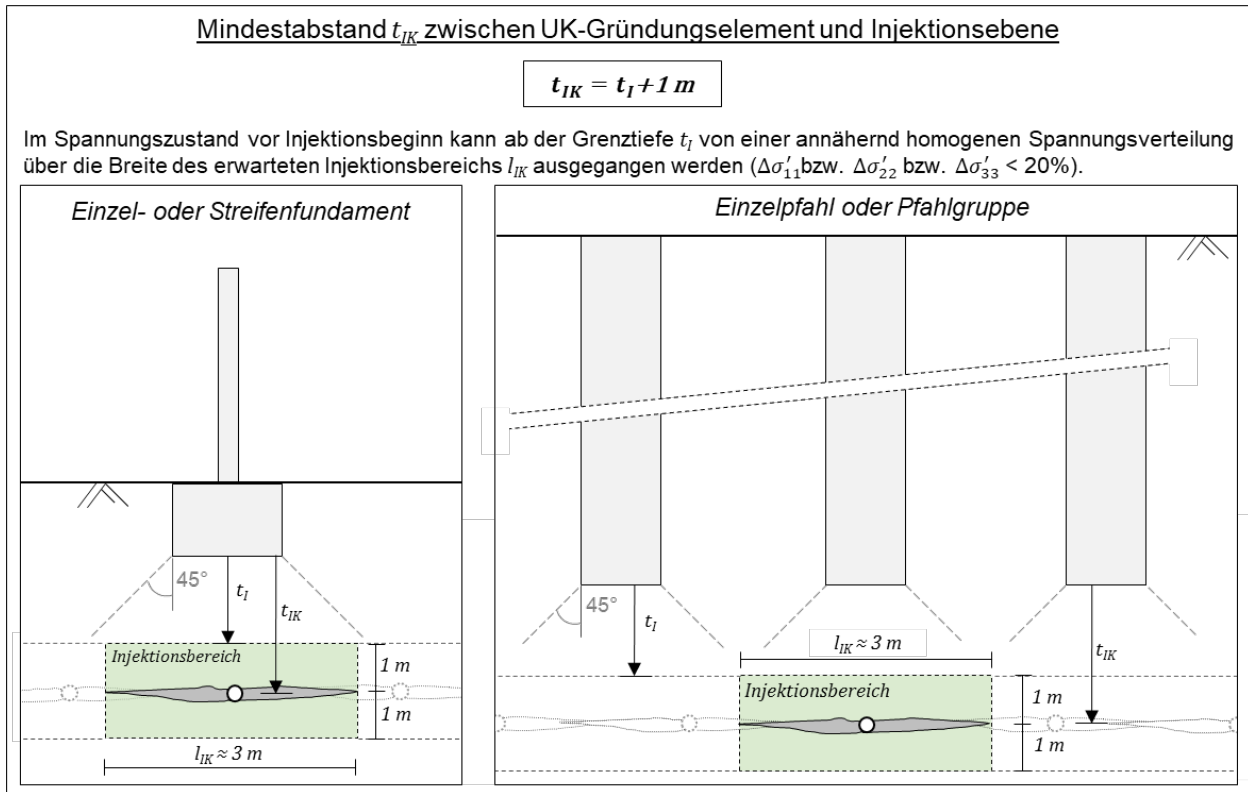 Mindestabstand t_IK zwischen UK-Gründungselement und Injektionsebene
t_IK = t_I + 1 m
Im Spannungszustand vor Injektionsbeginn kann ab der Grenztiefe t_I von einer annähernd homogenen Spannungsverteilung
über die Breite des erwarteten Injektionsbereichs l_IK ausgegangen werden (Δσ′₁₁bzw. Δσ′₂₂ bzw. Δσ′₃₃ < 20%).
Einzel- oder Streifenfundament
45°
t_I
t_IK
Injektionsbereich
1 m
1 m
l_IK ≈ 3 m
Einzelpfahl oder Pfahlgruppe
45°
t_I
l_IK ≈ 3 m
t_IK
Injektionsbereich
1 m
1 m